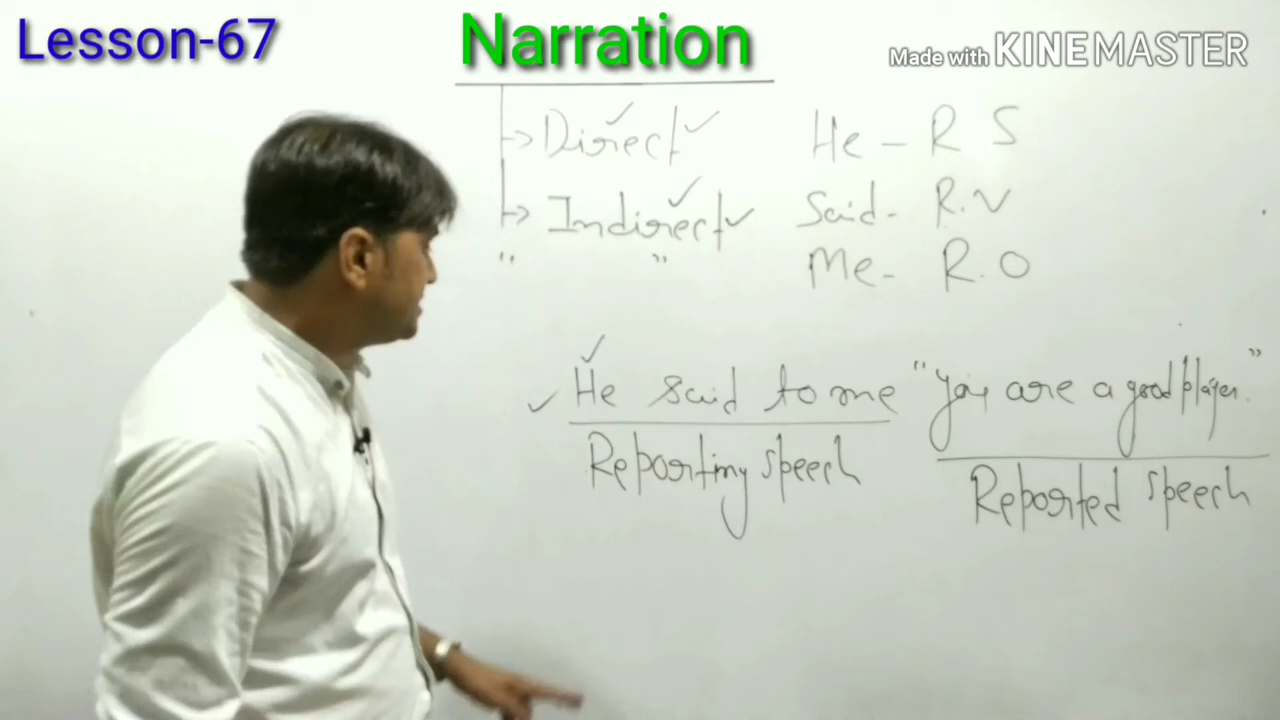 Lesson-67
Narration
Made with KINEMASTER
→ Direct
→ Indirect
" "
He - R S
Said - R.V
Me - R.O
He said to me "you are a good player."
Reporting speech
Reported speech